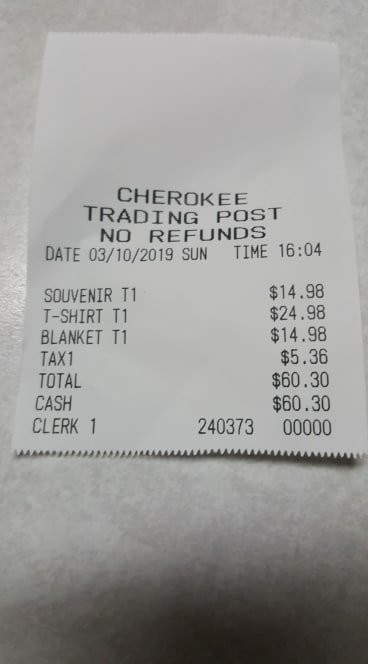 CHEROKEE
TRADING POST
NO REFUNDS
DATE 03/10/2019 SUN TIME 16:04
SOUVENIR T1 $14.98
T-SHIRT T1 $24.98
BLANKET T1 $14.98
TAX1 $5.36
TOTAL $60.30
CASH $60.30
CLERK 1 240373 00000